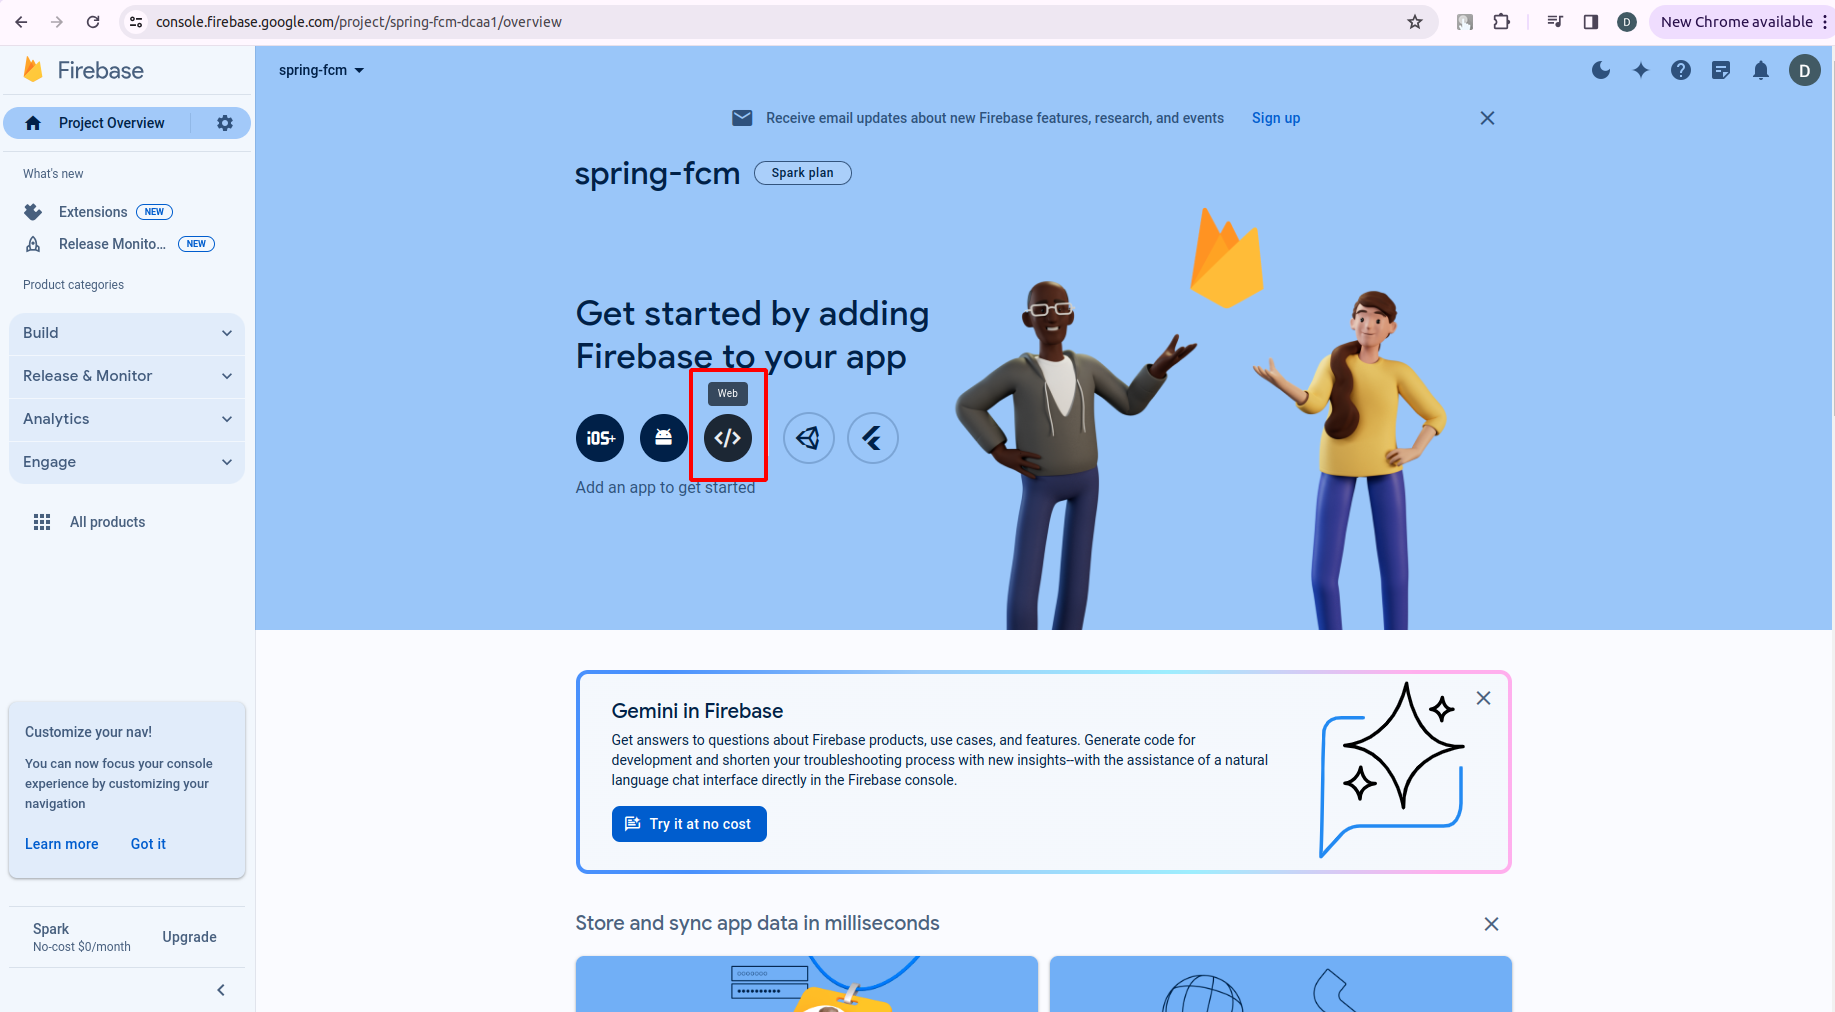 console.firebase.google.com/project/spring-fcm-dcaa1/overview
D
New Chrome available
Firebase
spring-fcm
D
Project Overview
Receive email updates about new Firebase features, research, and events
Sign up
What's new
spring-fcm
Spark plan
Extensions
NEW
Release Monito...
NEW
Product categories
Build
Release & Monitor
Analytics
Engage
All products
Get started by adding
Firebase to your app
Web
iOS+
</>
Add an app to get started
Gemini in Firebase
Get answers to questions about Firebase products, use cases, and features. Generate code for
development and shorten your troubleshooting process with new insights–with the assistance of a natural
language chat interface directly in the Firebase console.
Try it at no cost
Customize your nav!
You can now focus your console
experience by customizing your
navigation
Learn more
Got it
Spark
No-cost $0/month
Upgrade
Store and sync app data in milliseconds